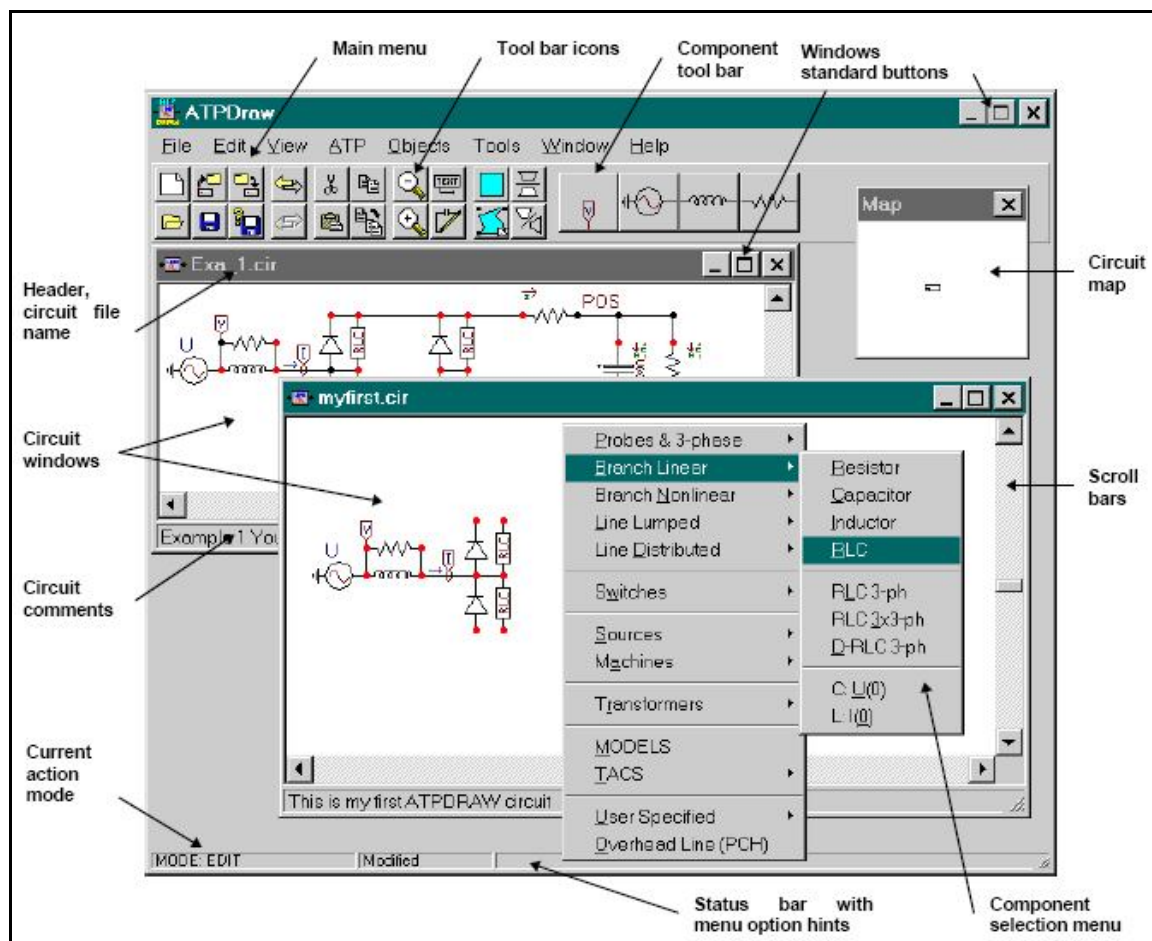 Main menu
Tool bar icons
Component
tool bar
Windows
standard buttons
ATPDraw
File Edit View ATP Objects Tools Window Help
TEXT
V
Map
Exa_1.cir
Header,
circuit file
name
Circuit
map
POS
V
U
I
RLC
RLC
myfirst.cir
Circuit
windows
Probes & 3-phase
Branch Linear
Branch Nonlinear
Line Lumped
Line Distributed
Switches
Sources
Machines
Transformers
MODELS
TACS
User Specified
Overhead Line (PCH)
Resistor
Capacitor
Inductor
RLC
RLC 3-ph
RLC 3x3-ph
D-RLC 3-ph
C: U(0)
L: I(0)
Scroll
bars
Example 1 You
V
U
I
RLC
RLC
Circuit
comments
Current
action
mode
This is my first ATPDRAW circuit
MODE: EDIT
Modified
Status bar with
menu option hints
Component
selection menu